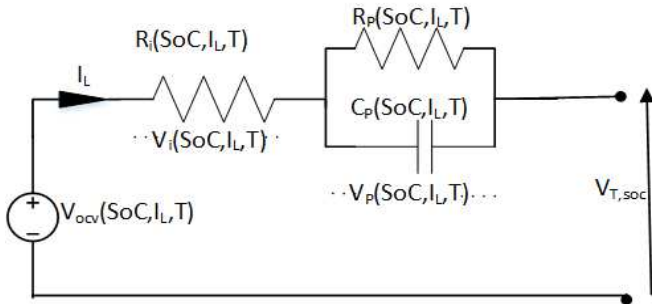 R_P(SoC,I_L,T)
R_i(SoC,I_L,T)
I_L
C_P(SoC,I_L,T)
V_i(SoC,I_L,T)
V_P(SoC,I_L,T)
V_T,soc
+
V_ocv(SoC,I_L,T)
−